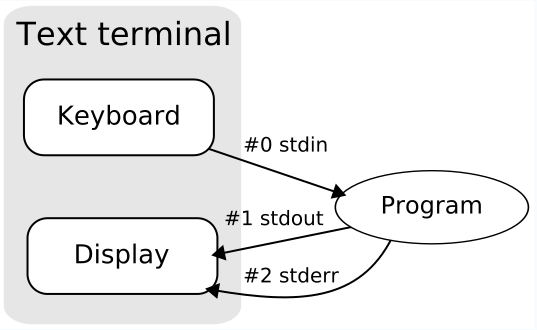 Text terminal
Keyboard
#0 stdin
Program
#1 stdout
Display
#2 stderr